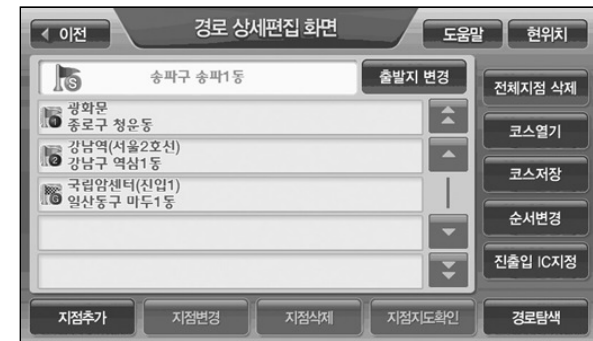 이전
경로 상세편집 화면
도움말
현위치
S
송파구 송파1동
출발지 변경
전체지점 삭제
1
광화문
종로구 청운동
코스열기
2
강남역(서울2호선)
강남구 역삼1동
코스저장
G
국립암센터(진입1)
일산동구 마두1동
순서변경
진출입 IC지정
지점추가
지점변경
지점삭제
지점지도확인
경로탐색